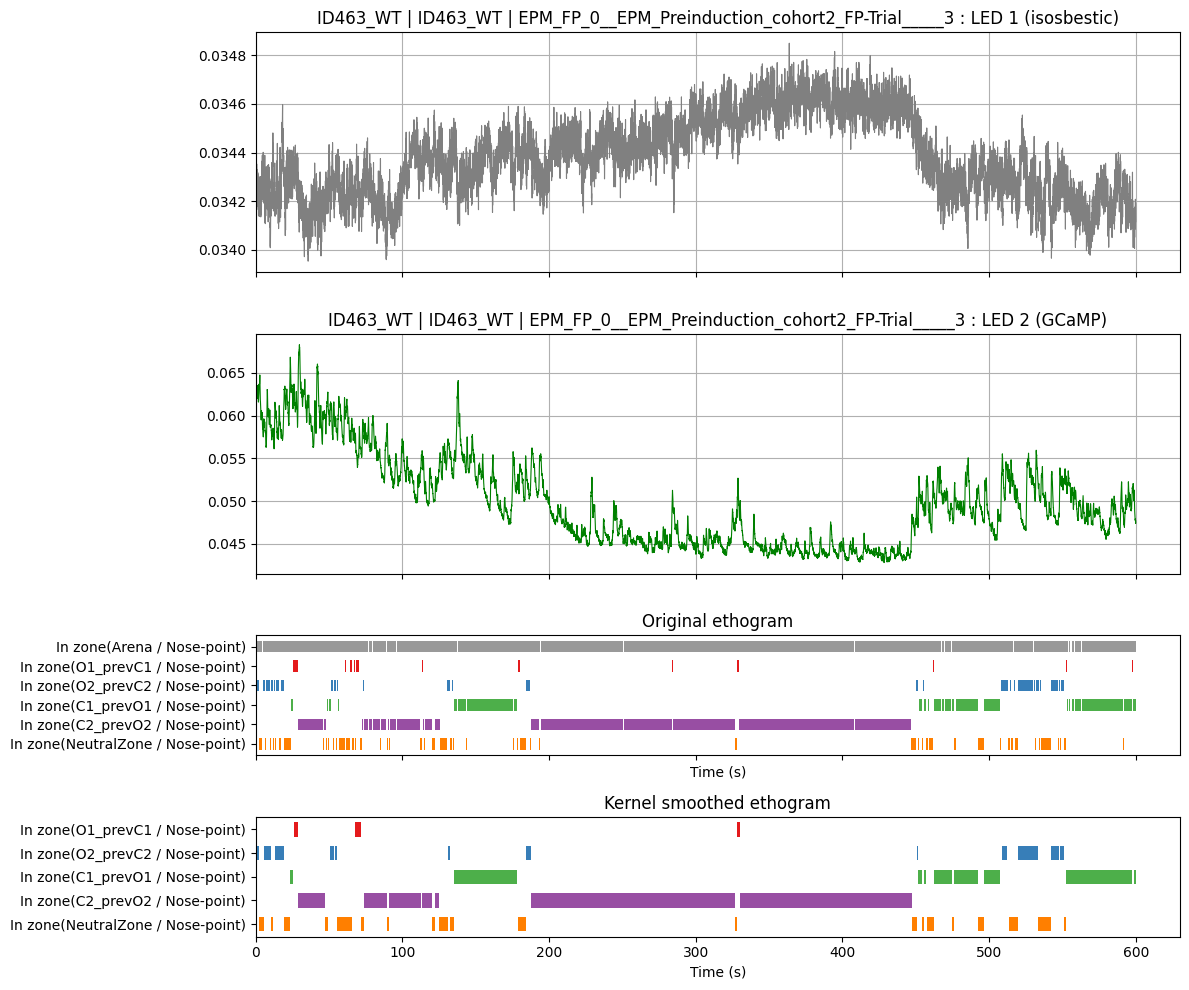 ID463_WT | ID463_WT | EPM_FP_0__EPM_Preinduction_cohort2_FP-Trial_____3 : LED 1 (isosbestic)
0.0348
0.0346
0.0344
0.0342
0.0340
ID463_WT | ID463_WT | EPM_FP_0__EPM_Preinduction_cohort2_FP-Trial_____3 : LED 2 (GCaMP)
0.065
0.060
0.055
0.050
0.045
Original ethogram
In zone(Arena / Nose-point)
In zone(O1_prevC1 / Nose-point)
In zone(O2_prevC2 / Nose-point)
In zone(C1_prevO1 / Nose-point)
In zone(C2_prevO2 / Nose-point)
In zone(NeutralZone / Nose-point)
Time (s)
Kernel smoothed ethogram
In zone(O1_prevC1 / Nose-point)
In zone(O2_prevC2 / Nose-point)
In zone(C1_prevO1 / Nose-point)
In zone(C2_prevO2 / Nose-point)
In zone(NeutralZone / Nose-point)
0 100 200 300 400 500 600
Time (s)